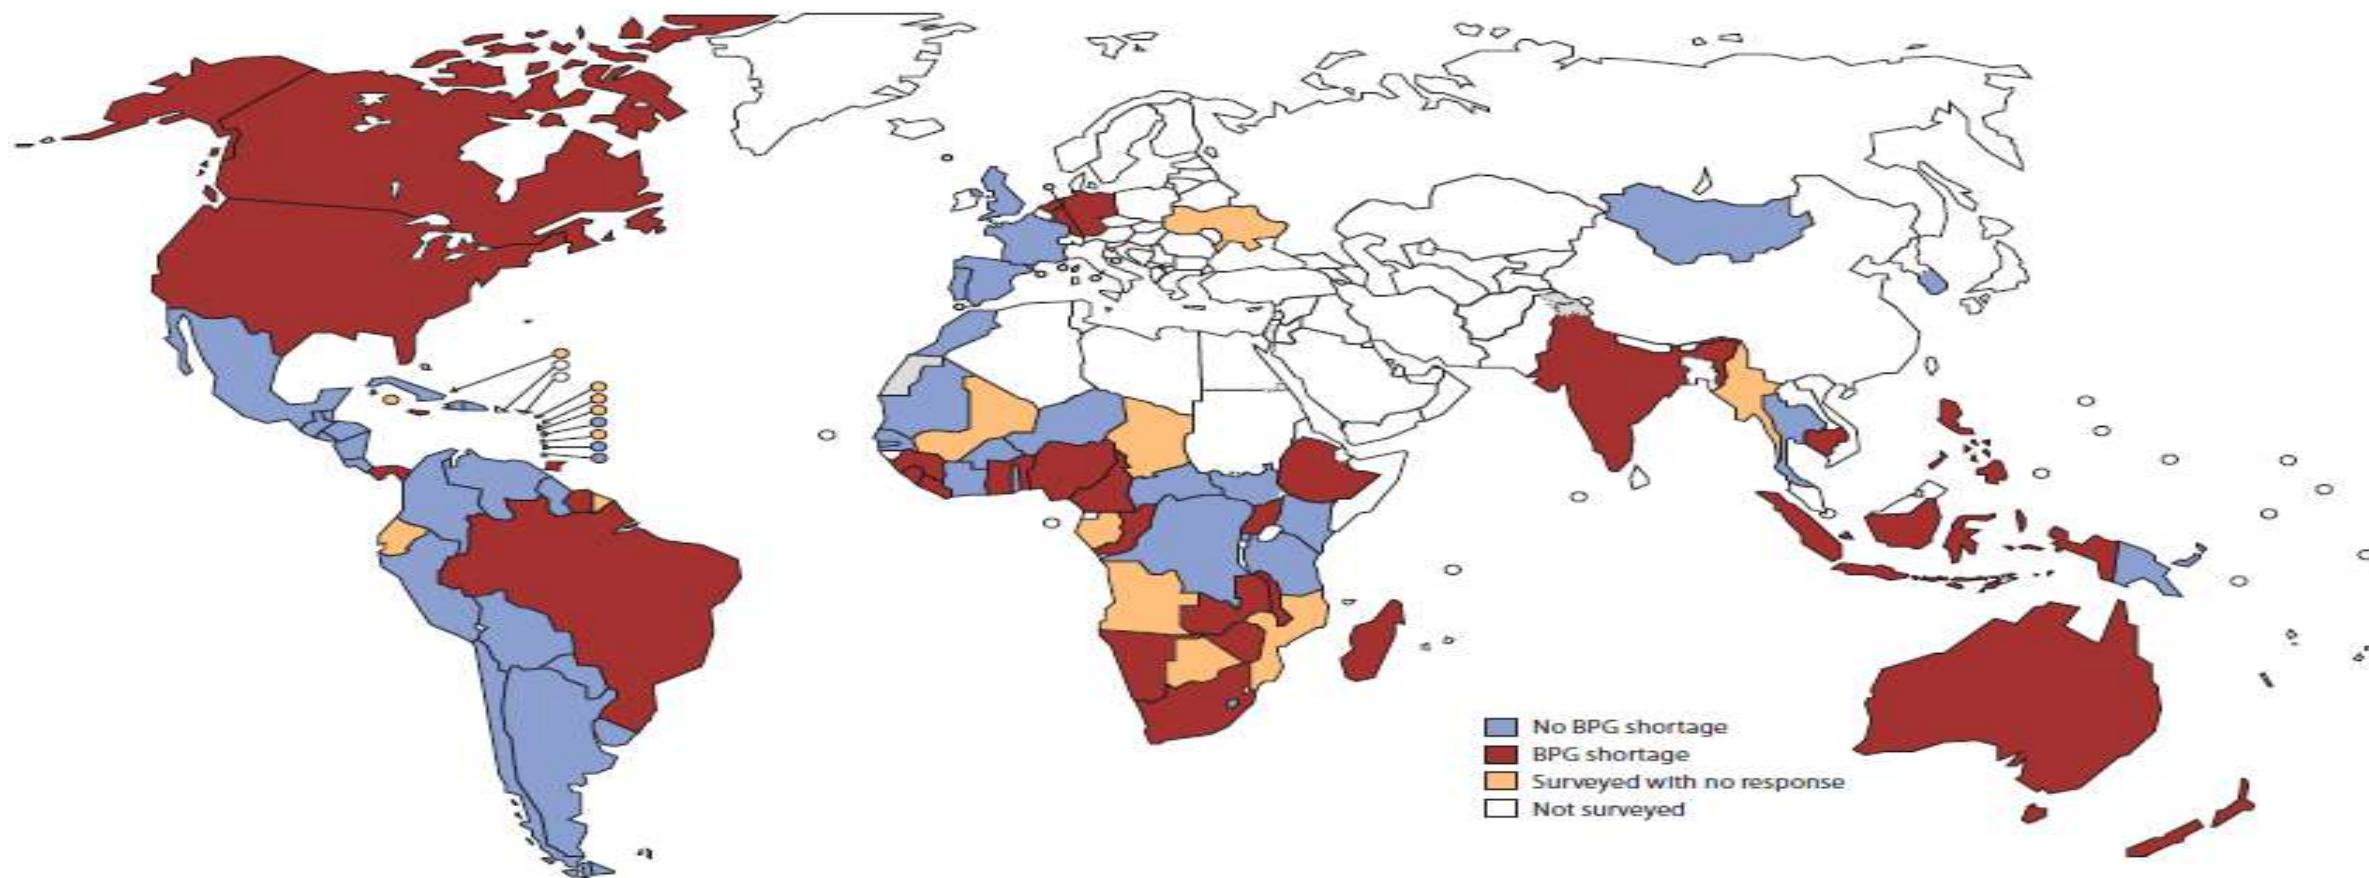 No BPG shortage
BPG shortage
Surveyed with no response
Not surveyed